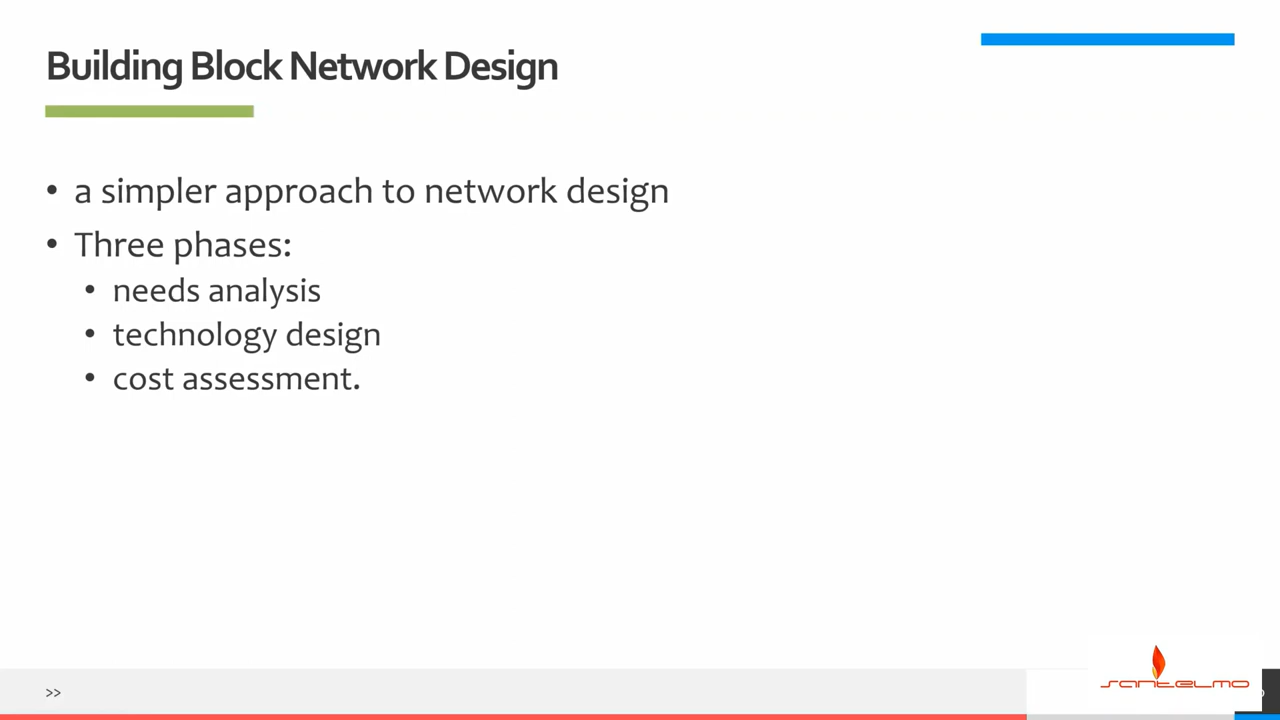 Building Block Network Design
• a simpler approach to network design
• Three phases:
• needs analysis
• technology design
• cost assessment.
>>
santelmo